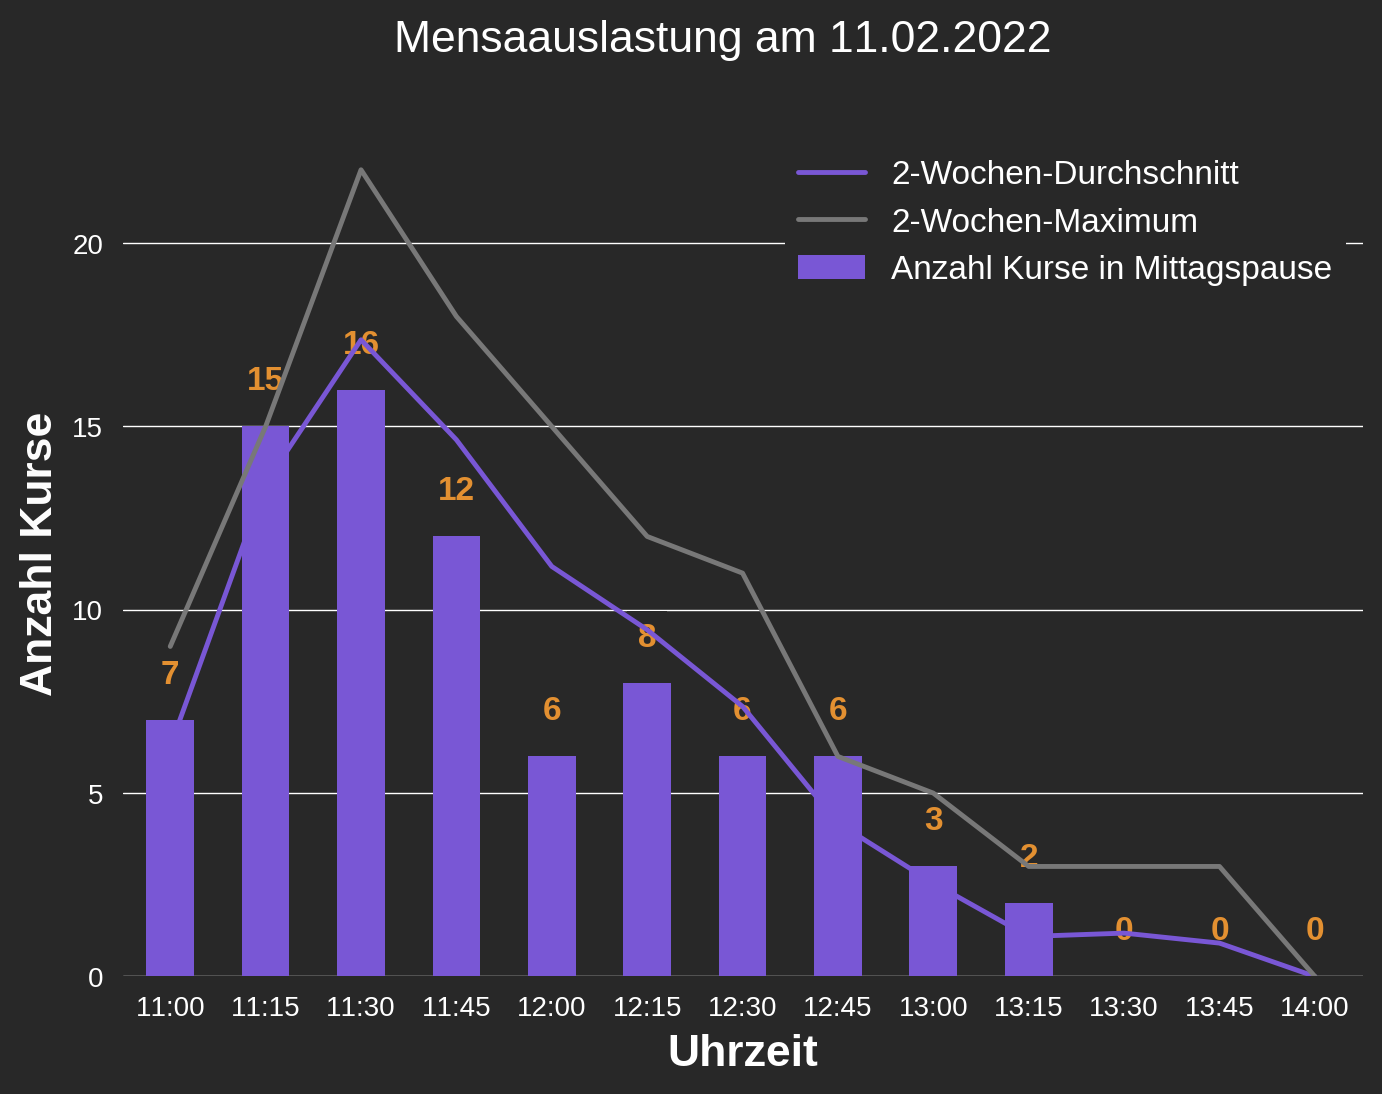 Mensaauslastung am 11.02.2022
2-Wochen-Durchschnitt
2-Wochen-Maximum
Anzahl Kurse in Mittagspause
Anzahl Kurse
20
15
10
5
0
7
15
16
12
6
8
6
6
3
2
0
0
0
11:00 11:15 11:30 11:45 12:00 12:15 12:30 12:45 13:00 13:15 13:30 13:45 14:00
Uhrzeit